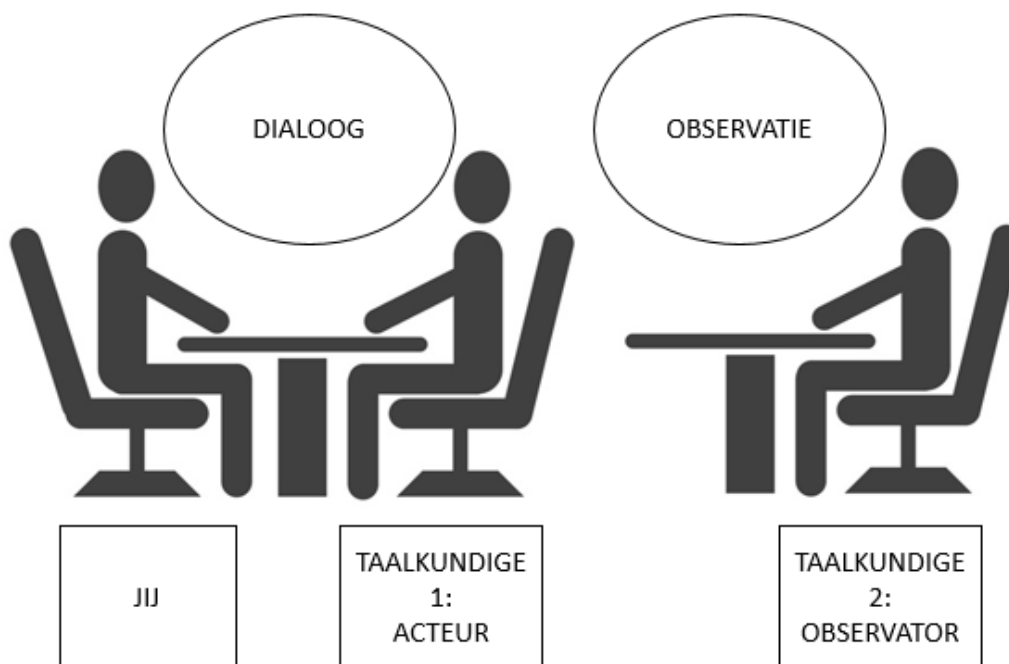 DIALOOG
OBSERVATIE
JIJ
TAALKUNDIGE
1:
ACTEUR
TAALKUNDIGE
2:
OBSERVATOR